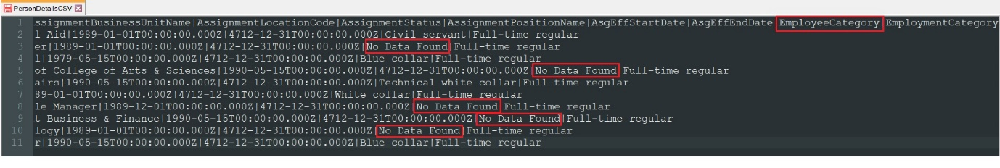 PersonDetailsCSV
1 ssignmentBusinessUnitName|AssignmentLocationCode|AssignmentStatus|AssignmentPositionName|AsgEffStartDate|AsgEffEndDate EmployeeCategory EmploymentCategory
2 l Aid|1989-01-01T00:00:00.000Z|4712-12-31T00:00:00.000Z|Civil servant|Full-time regular
3 er|1989-01-01T00:00:00.000Z|4712-12-31T00:00:00.000Z|No Data Found|Full-time regular
4 l|1979-05-15T00:00:00.000Z|4712-12-31T00:00:00.000Z|Blue collar|Full-time regular
5 of College of Arts & Sciences|1990-05-15T00:00:00.000Z|4712-12-31T00:00:00.000Z|No Data Found|Full-time regular
6 airs|1990-05-15T00:00:00.000Z|4712-12-31T00:00:00.000Z|Technical white collar|Full-time regular
7 89-01-01T00:00:00.000Z|4712-12-31T00:00:00.000Z|White collar|Full-time regular
8 le Manager|1989-12-01T00:00:00.000Z|4712-12-31T00:00:00.000Z|No Data Found|Full-time regular
9 t Business & Finance|1990-05-15T00:00:00.000Z|4712-12-31T00:00:00.000Z|No Data Found|Full-time regular
10 logy|1989-01-01T00:00:00.000Z|4712-12-31T00:00:00.000Z|No Data Found|Full-time regular
11 r|1990-05-15T00:00:00.000Z|4712-12-31T00:00:00.000Z|Blue collar|Full-time regular